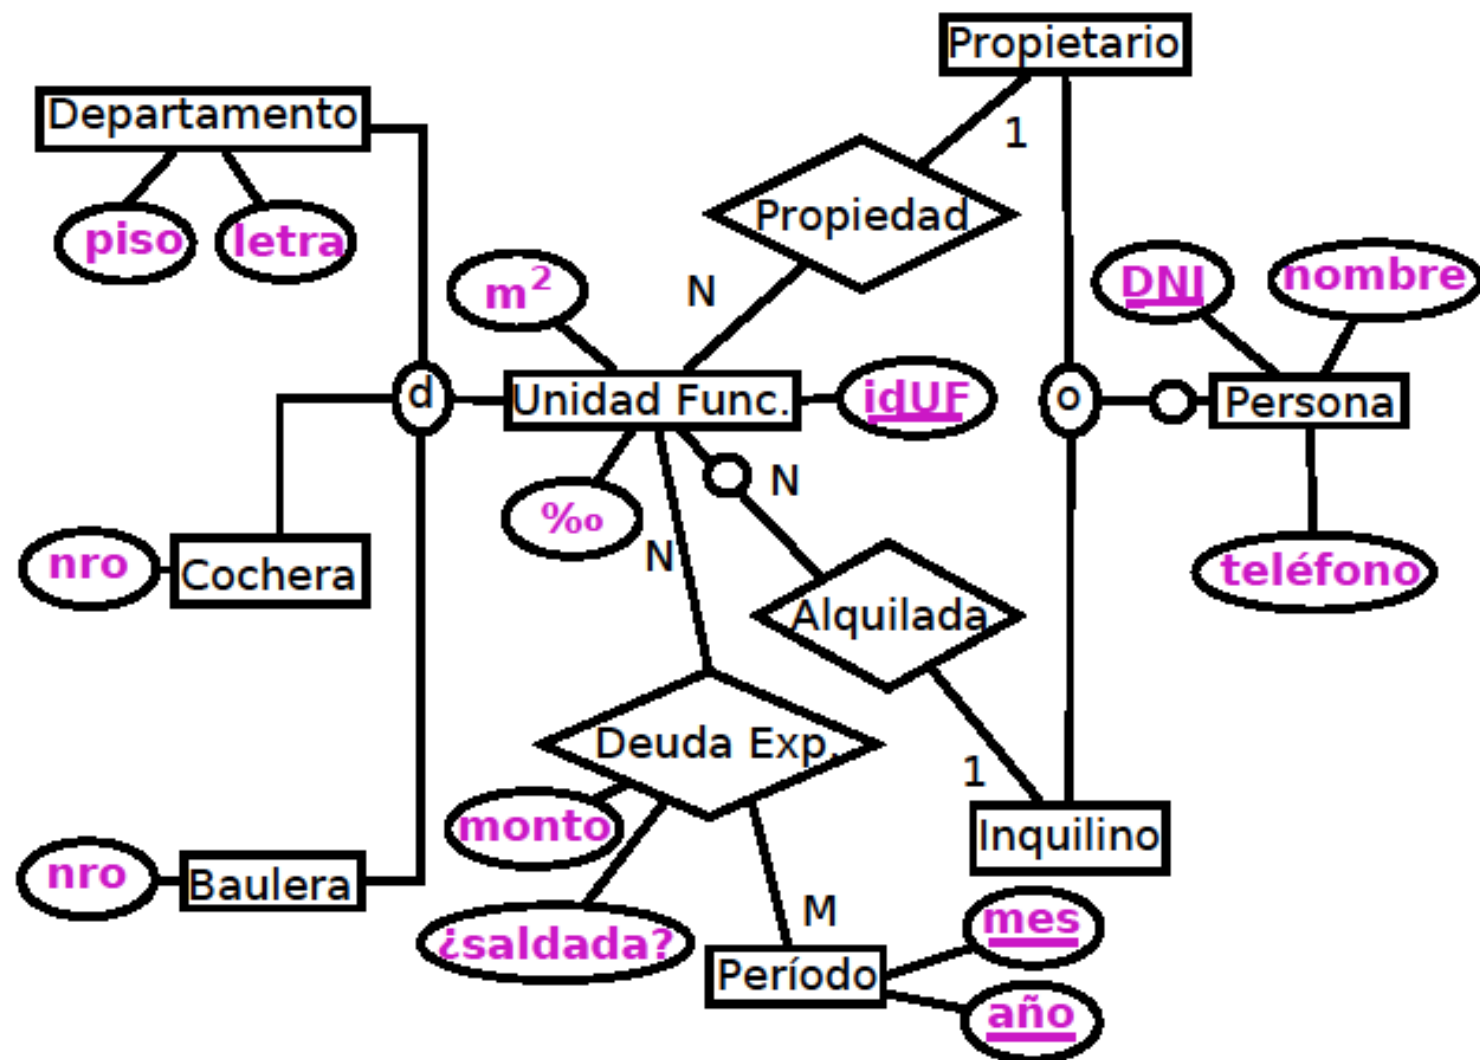 Propietario
Departamento
1
piso
letra
Propiedad
m²
N
DNI
nombre
d
Unidad Func.
idUF
o
Persona
N
‰
N
nro
Cochera
teléfono
Alquilada
Deuda Exp.
1
monto
Inquilino
nro
Baulera
M
mes
¿saldada?
Período
año